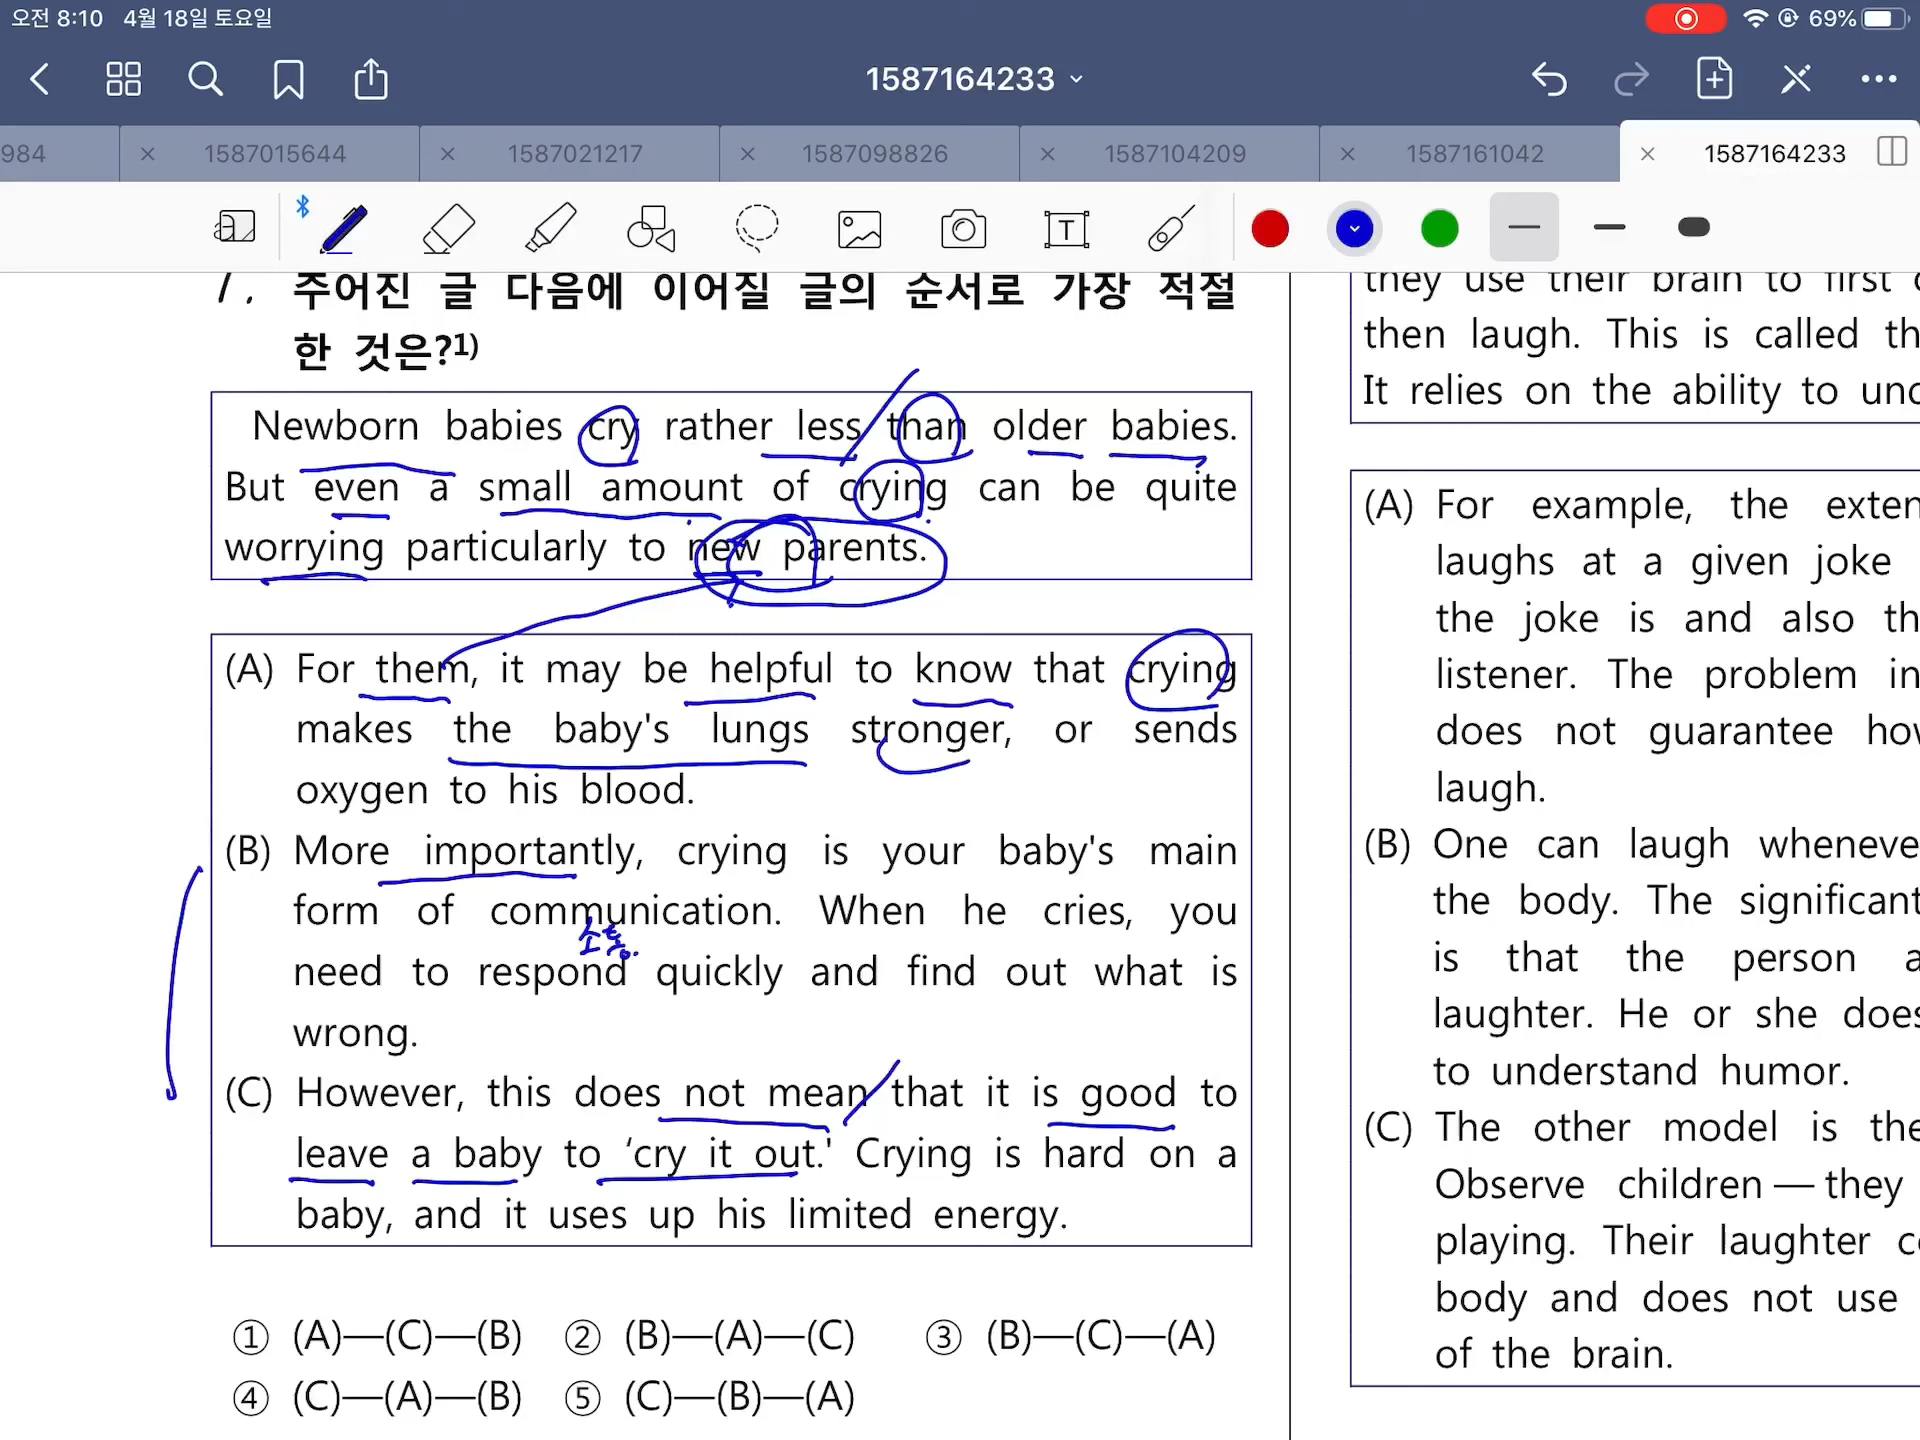 오전 8:10 4월 18일 토요일
69%
1587164233
984
1587015644
1587021217
1587098826
1587104209
1587161042
1587164233
주어진 글 다음에 이어질 글의 순서로 가장 적절
한 것은?1)
Newborn babies cry rather less than older babies.
But even a small amount of crying can be quite
worrying particularly to new parents.
(A) For them, it may be helpful to know that crying
makes the baby's lungs stronger, or sends
oxygen to his blood.
(B) More importantly, crying is your baby's main
form of communication. When he cries, you
소통.
need to respond quickly and find out what is
wrong.
(C) However, this does not mean that it is good to
leave a baby to ‘cry it out.' Crying is hard on a
baby, and it uses up his limited energy.
① (A)—(C)—(B) ② (B)—(A)—(C) ③ (B)—(C)—(A)
④ (C)—(A)—(B) ⑤ (C)—(B)—(A)
they use their brain to first
then laugh. This is called
It relies on the ability to
(A) For example, the
laughs at a given joke
the joke is and also
listener. The problem in
does not guarantee
laugh.
(B) One can laugh
the body. The
is that the person
laughter. He or she
to understand humor.
(C) The other model is
Observe children — they
playing. Their laughter
body and does not use
of the brain.